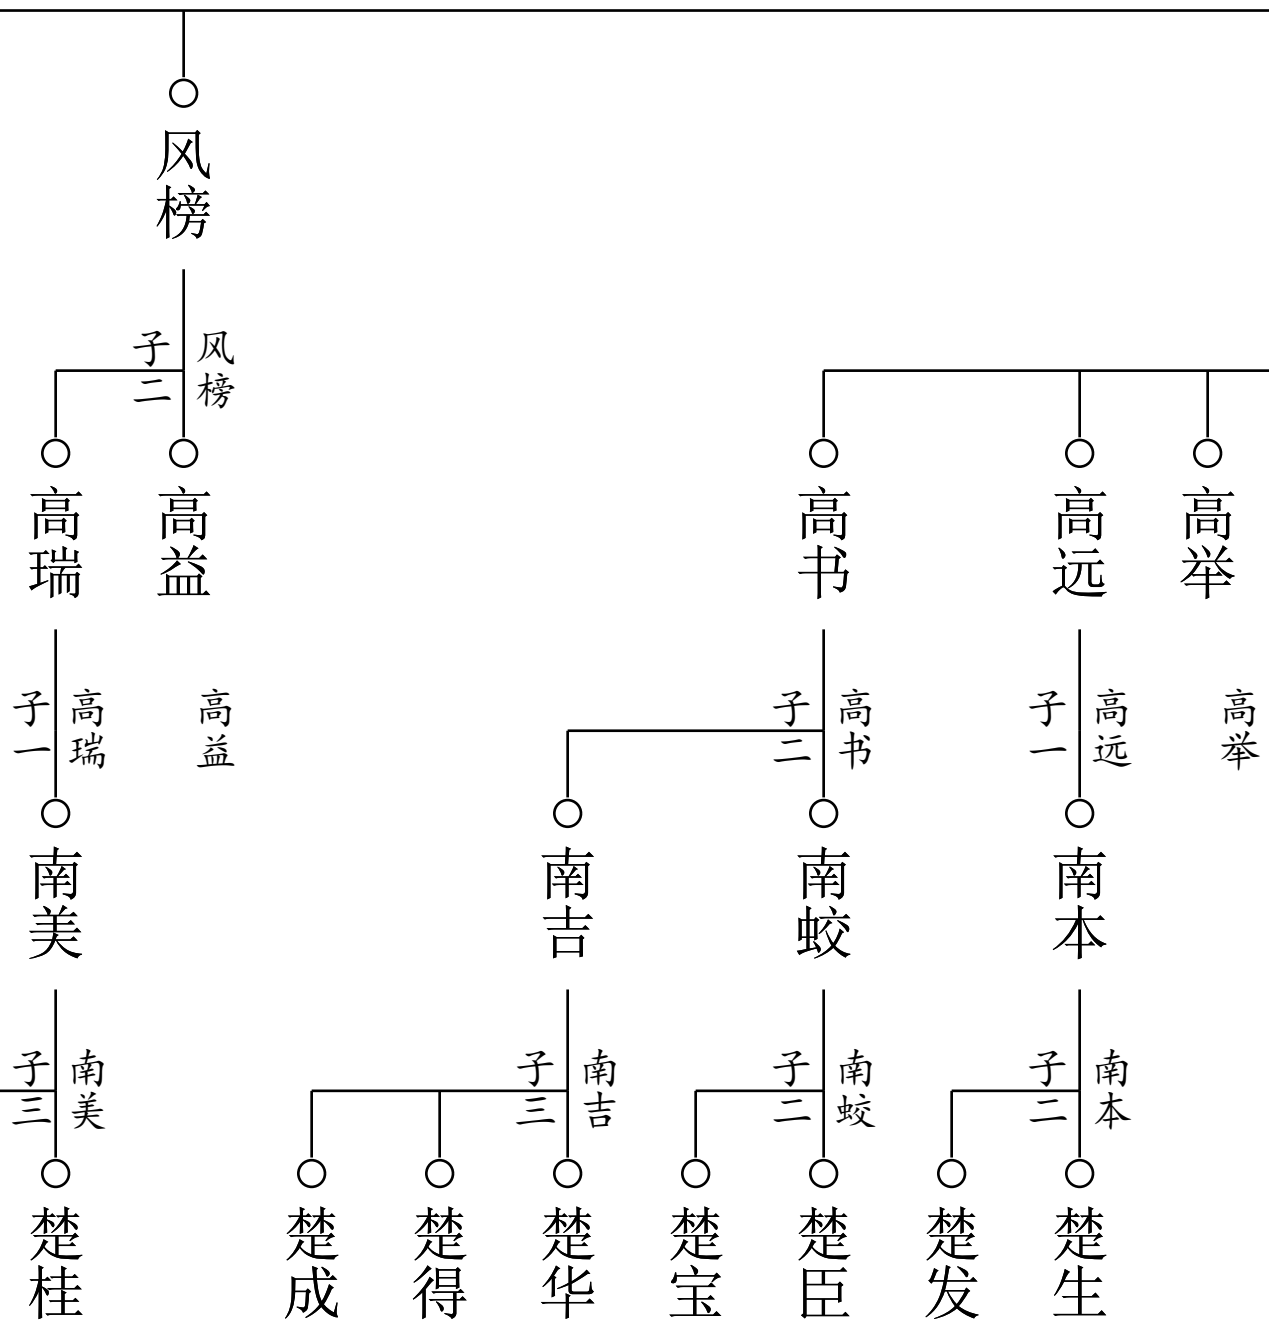 风榜
子二
风榜
高瑞
高益
高书
高远
高举
子一
高瑞
高益
子二
高书
子一
高远
高举
南美
南吉
南蛟
南本
子三
南美
子三
南吉
子二
南蛟
子二
南本
楚桂
楚成
楚得
楚华
楚宝
楚臣
楚发
楚生